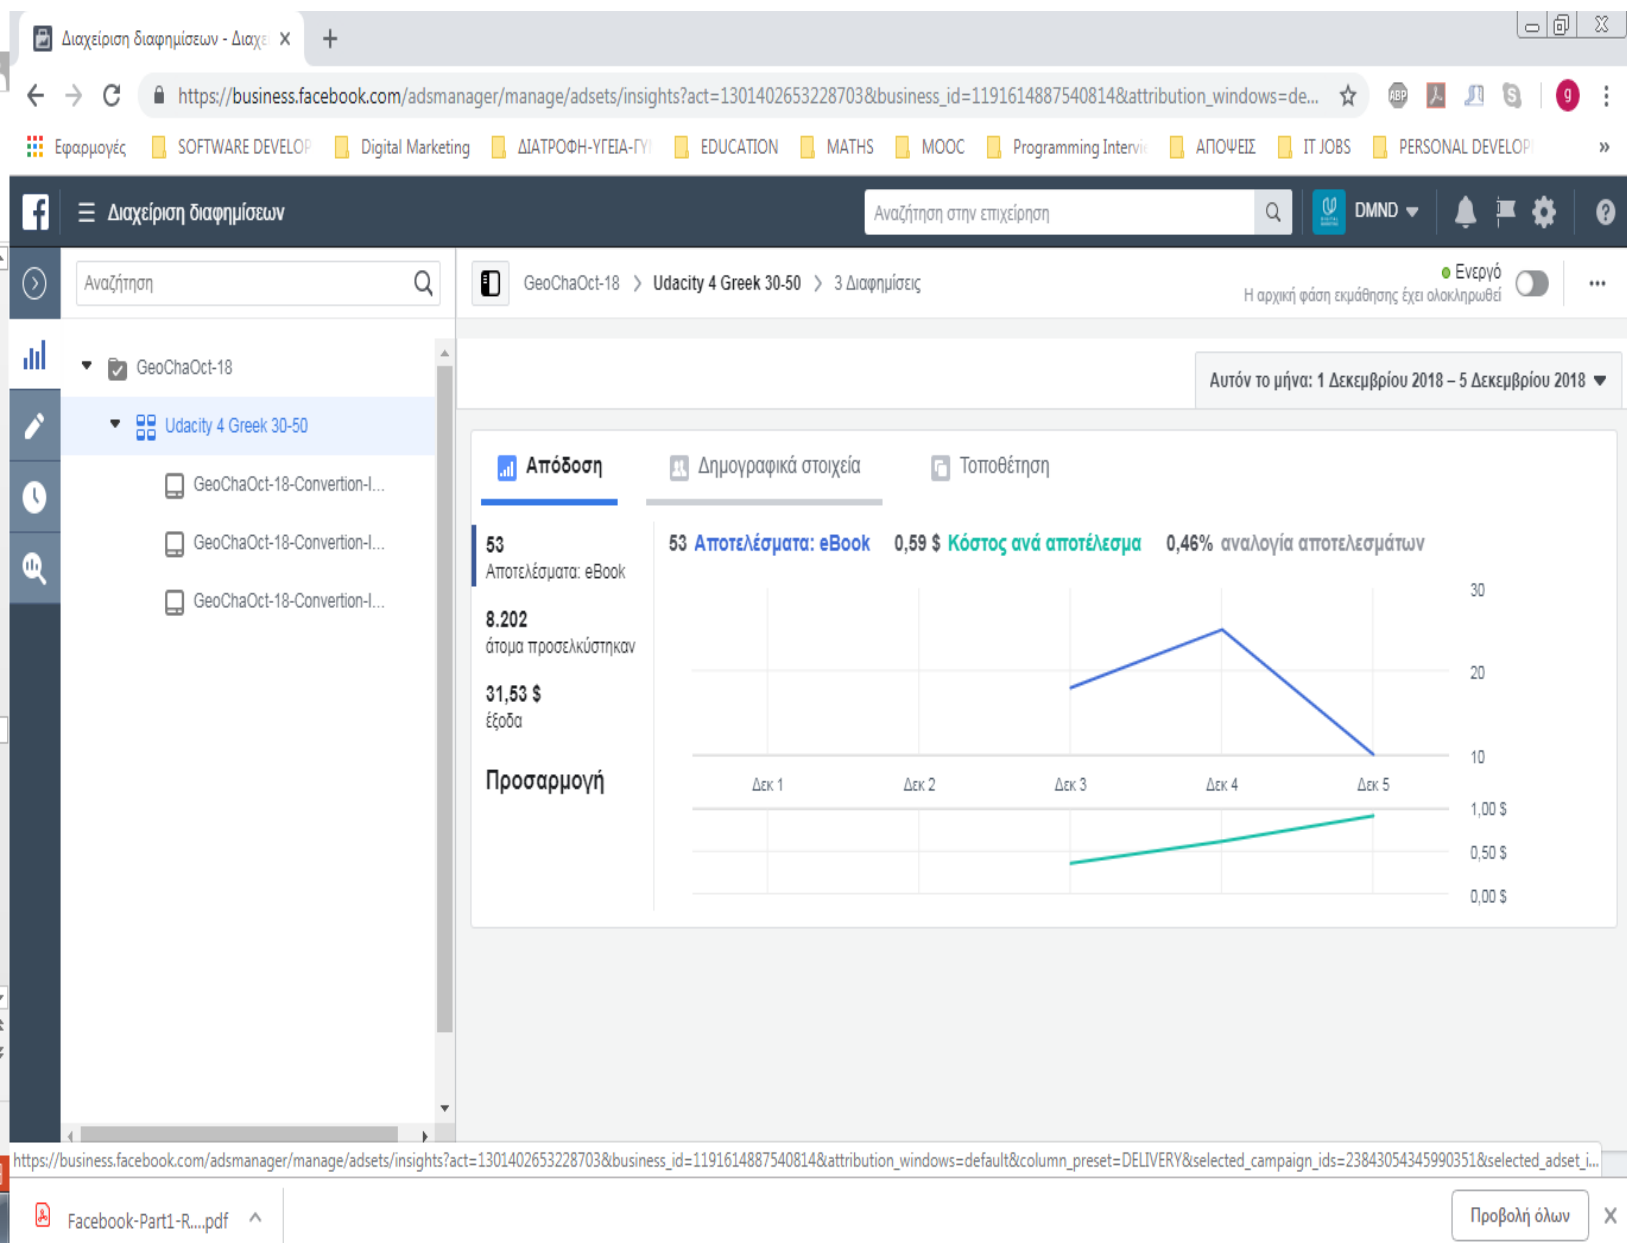 Διαχείριση διαφημίσεων - Διαχε
https://business.facebook.com/adsmanager/manage/adsets/insights?act=1301402653228703&business_id=1191614887540814&attribution_windows=de...
ABP
g
Εφαρμογές SOFTWARE DEVELOP Digital Marketing ΔΙΑΤΡΟΦΗ-ΥΓΕΙΑ-ΓΥ EDUCATION MATHS MOOC Programming Intervi ΑΠΟΨΕΙΣ IT JOBS PERSONAL DEVELOP »
Διαχείριση διαφημίσεων
Αναζήτηση στην επιχείρηση
DMND
Αναζήτηση
GeoChaOct-18 > Udacity 4 Greek 30-50 > 3 Διαφημίσεις
Ενεργό
Η αρχική φάση εκμάθησης έχει ολοκληρωθεί
GeoChaOct-18
Udacity 4 Greek 30-50
GeoChaOct-18-Convertion-I...
GeoChaOct-18-Convertion-I...
GeoChaOct-18-Convertion-I...
Αυτόν το μήνα: 1 Δεκεμβρίου 2018 – 5 Δεκεμβρίου 2018
Απόδοση Δημογραφικά στοιχεία Τοποθέτηση
53
Αποτελέσματα: eBook
8.202
άτομα προσελκύστηκαν
31,53 $
έξοδα
Προσαρμογή
53 Αποτελέσματα: eBook 0,59 $ Κόστος ανά αποτέλεσμα 0,46% αναλογία αποτελεσμάτων
30
20
10
Δεκ 1 Δεκ 2 Δεκ 3 Δεκ 4 Δεκ 5
1,00 $
0,50 $
0,00 $
https://business.facebook.com/adsmanager/manage/adsets/insights?act=1301402653228703&business_id=1191614887540814&attribution_windows=default&column_preset=DELIVERY&selected_campaign_ids=23843054345990351&selected_adset_i...
Facebook-Part1-R....pdf
Προβολή όλων